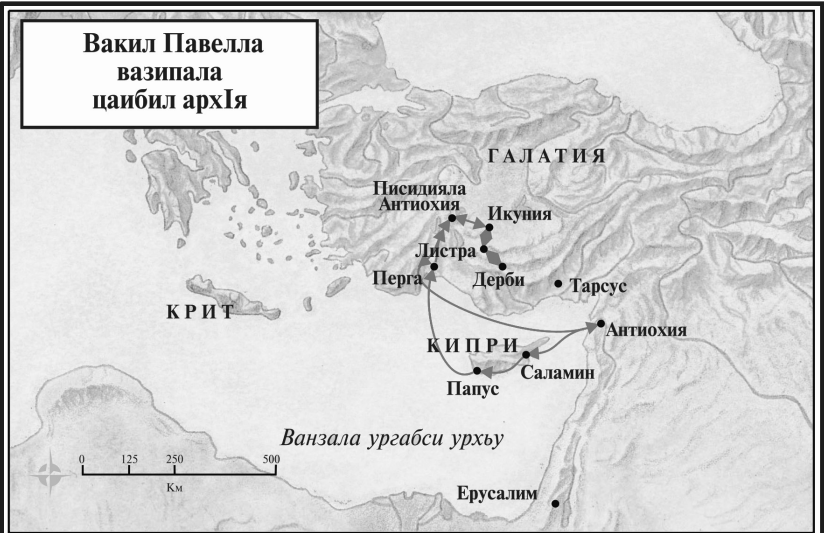 Вакил Павелла
вазипала
цаибил архӀя
ГАЛАТИЯ
Писидияла
Антиохия
Икуния
Листра
Перга
Дерби
Тарсус
КРИТ
Антиохия
КИПРИ
Саламин
Папус
Ванзала ургабси урхьу
0 125 250 500
Км
Ерусалим